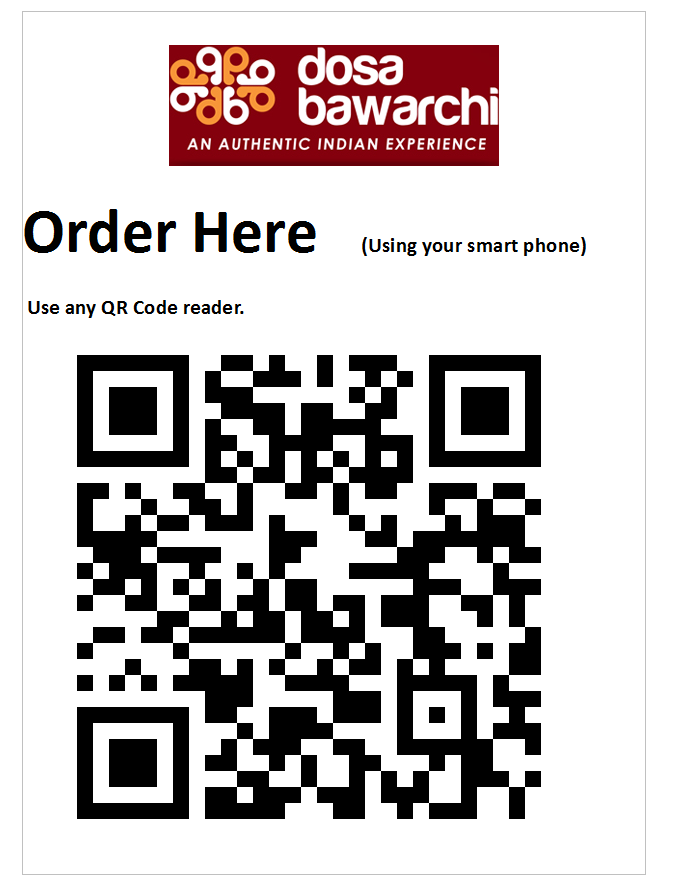 dosa
bawarchi
AN AUTHENTIC INDIAN EXPERIENCE
Order Here (Using your smart phone)
Use any QR Code reader.